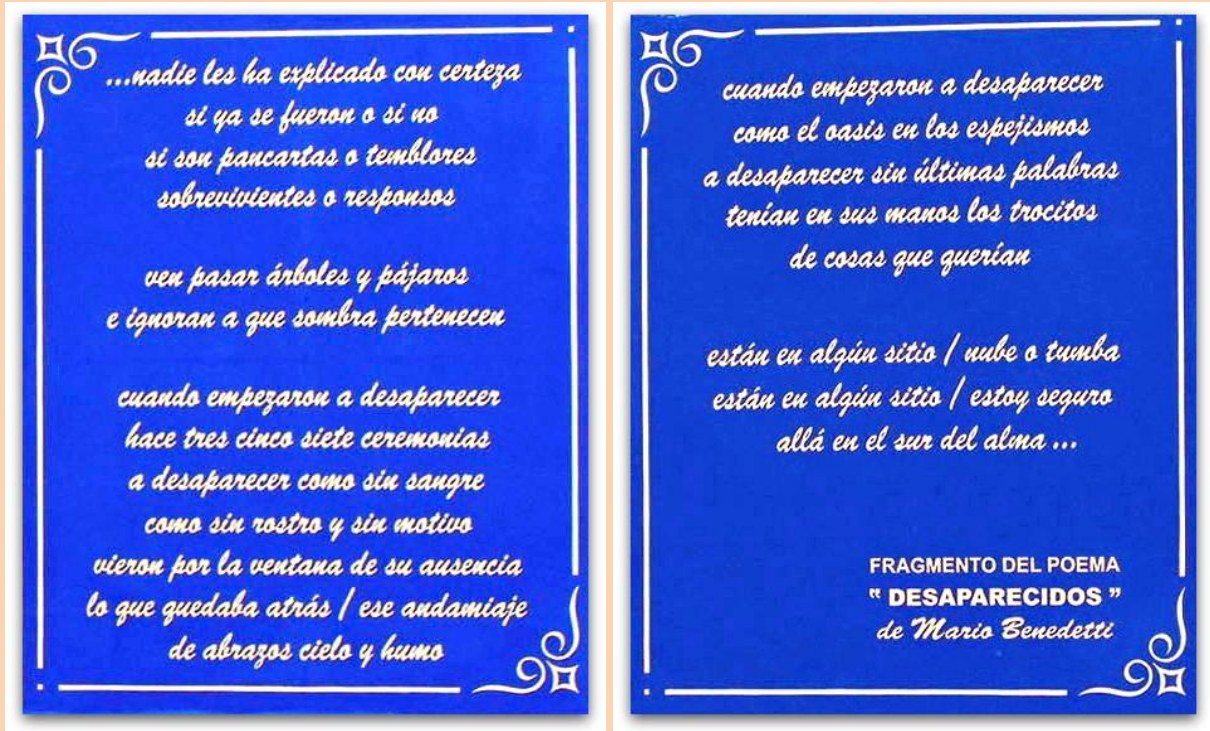 ...nadie les ha explicado con certeza
si ya se fueron o si no
si son pancartas o temblores
sobrevivientes o responsos
ven pasar árboles y pájaros
e ignoran a que sombra pertenecen
cuando empezaron a desaparecer
hace tres cinco siete ceremonias
a desaparecer como sin sangre
como sin rostro y sin motivo
vieron por la ventana de su ausencia
lo que quedaba atrás / ese andamiaje
de abrazos cielo y humo
cuando empezaron a desaparecer
como el oasis en los espejismos
a desaparecer sin últimas palabras
tenían en sus manos los trocitos
de cosas que querían
están en algún sitio / nube o tumba
están en algún sitio / estoy seguro
allá en el sur del alma ...
FRAGMENTO DEL POEMA
“ DESAPARECIDOS ”
de Mario Benedetti